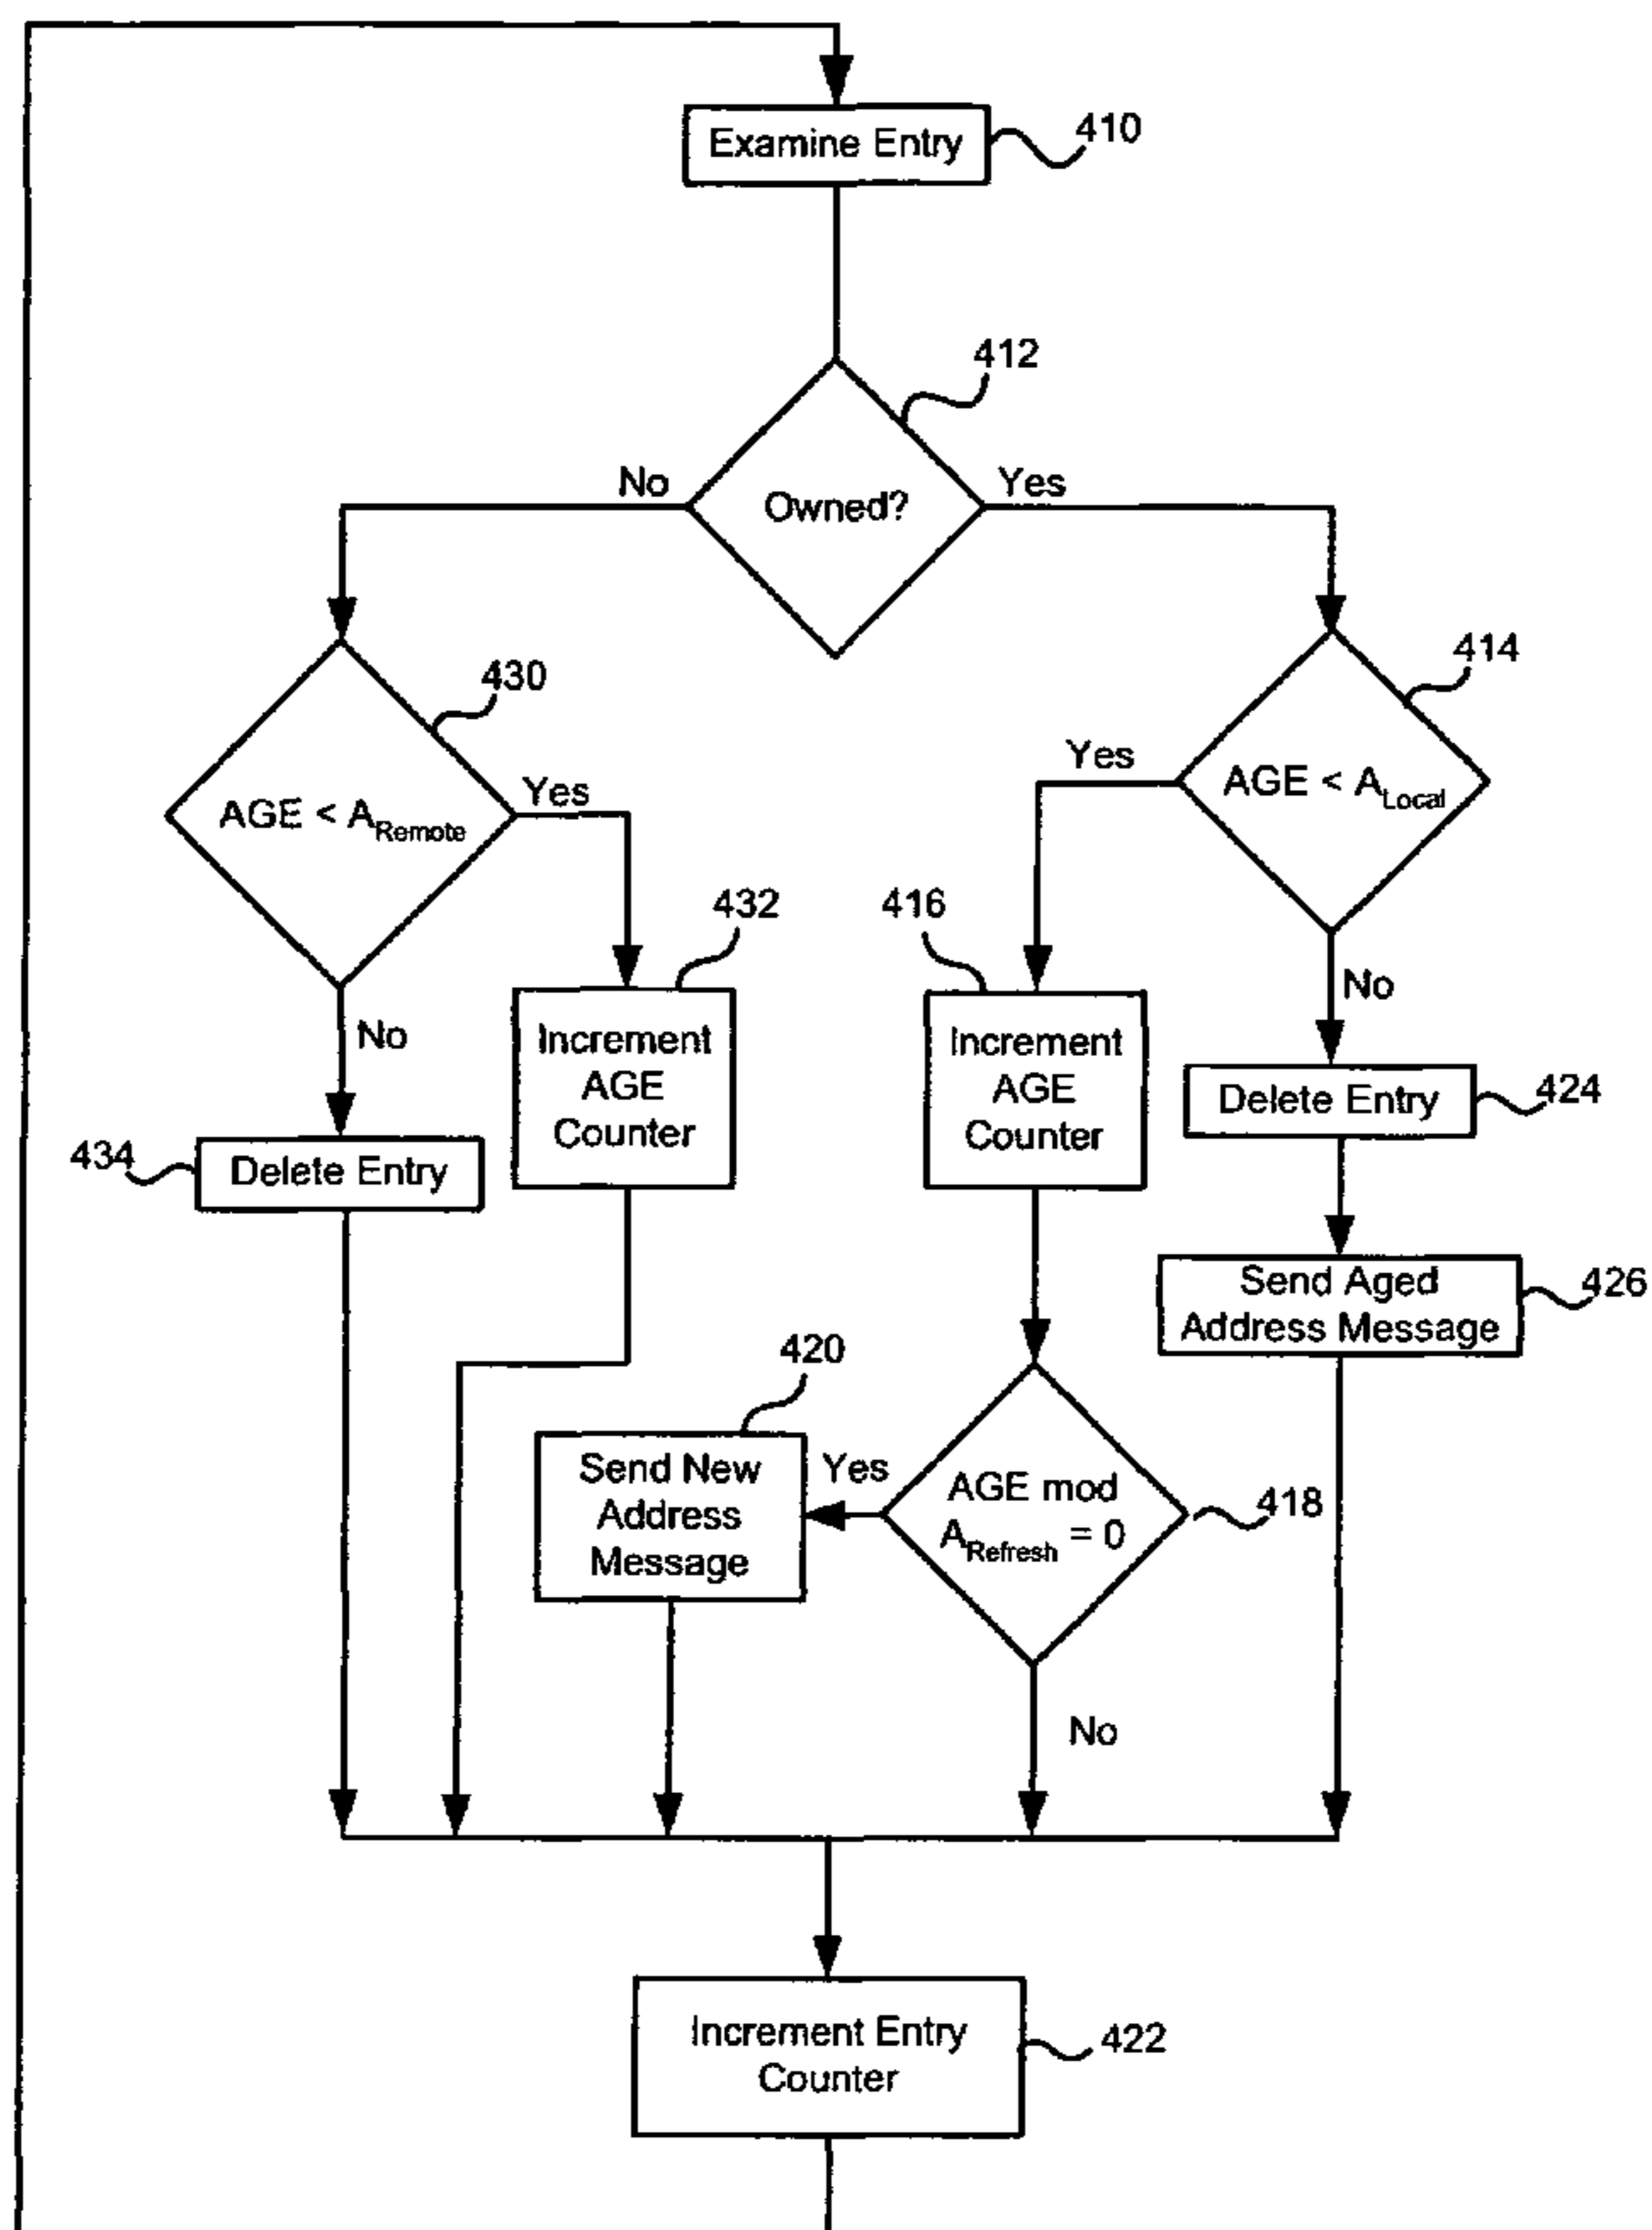 Examine Entry
410
412
Owned?
No
Yes
430
AGE < ARemote
Yes
No
414
AGE < ALocal
Yes
No
432
Increment
AGE
Counter
416
Increment
AGE
Counter
Delete Entry
424
434
Delete Entry
Send Aged
Address Message
426
420
Send New
Address
Message
Yes
AGE mod
ARefresh = 0
418
No
Increment Entry
Counter
422